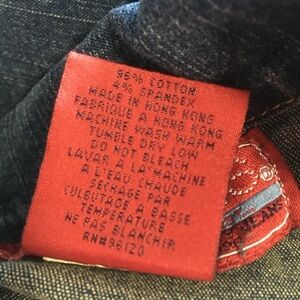 96% COTTON
4% SPANDEX
MADE IN HONG KONG
FABRIQUE A HONG KONG
MACHINE WASH WARM
TUMBLE DRY LOW
DO NOT BLEACH
LAVAR A LA MACHINE
A L'EAU CHAUDE
SECHAGE PAR
CULBUTAGE A BASSE
TEMPERATURE
NE PAS BLANCHIR
RN#96120